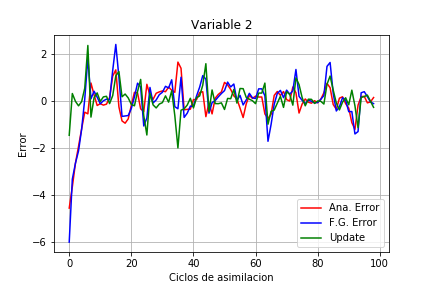 Variable 2
2
0
−2
−4
−6
Error
0 20 40 60 80 100
Ciclos de asimilacion
Ana. Error
F.G. Error
Update